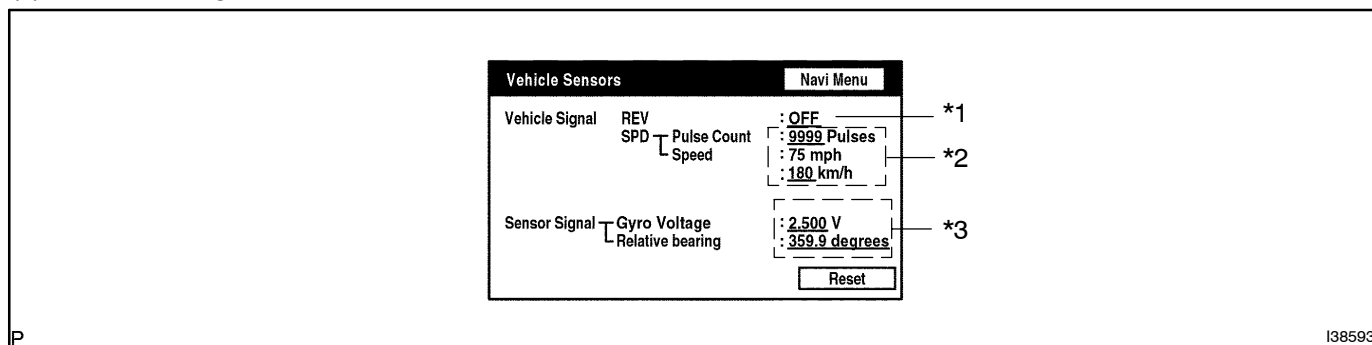 Vehicle Sensors Navi Menu
Vehicle Signal REV : OFF *1
SPD Pulse Count : 9999 Pulses
Speed : 75 mph *2
: 180 km/h
Sensor Signal Gyro Voltage : 2.500 V *3
Relative bearing : 359.9 degrees
Reset
P I38593